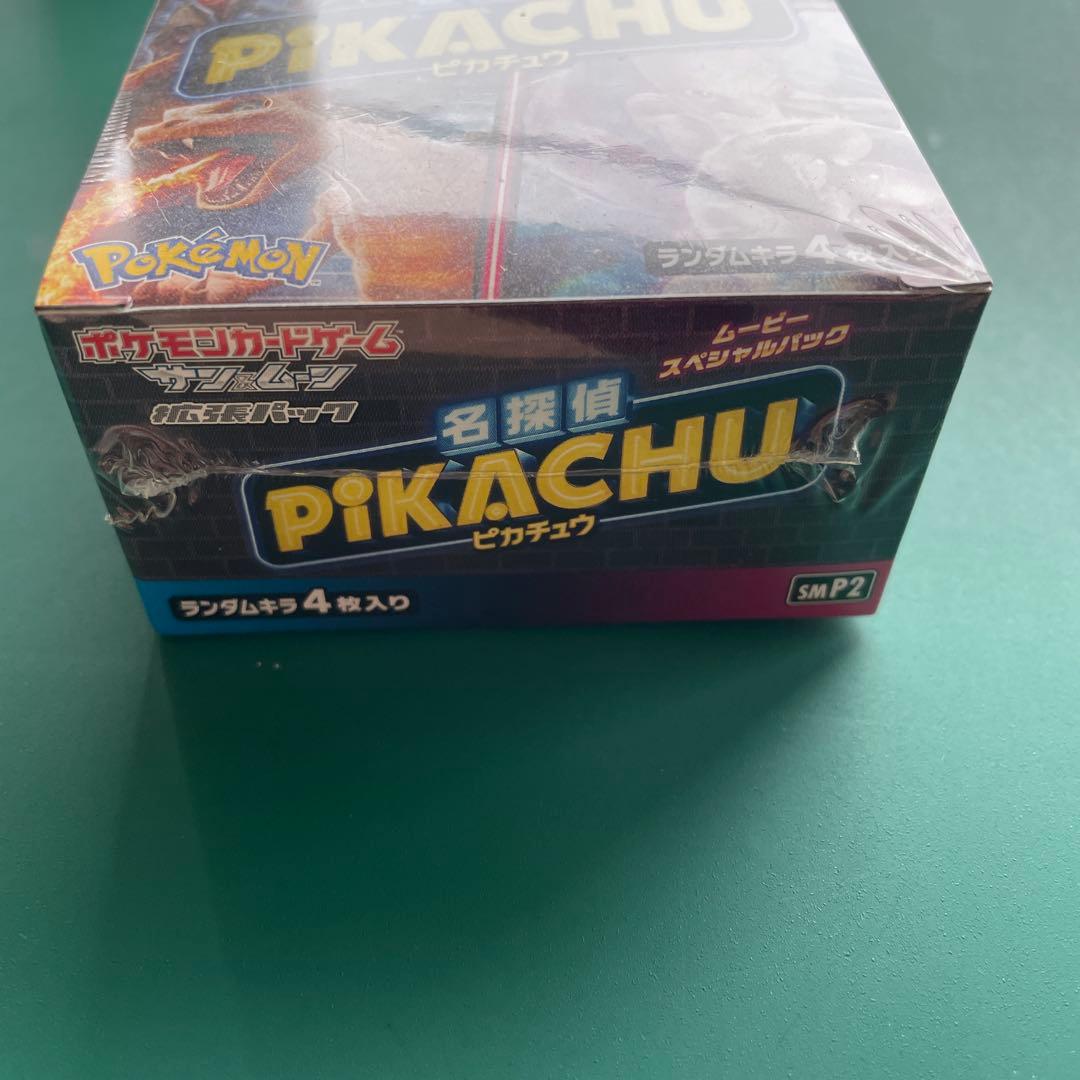 PiKACHU
ピカチュウ
POKÉMON
ランダムキラ4枚入り
ポケモンカードゲーム
サン&ムーン
拡張パック
ムービー
スペシャルパック
名探偵
PiKACHU
ピカチュウ
ランダムキラ4枚入り
SM P2